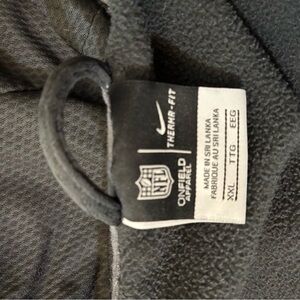 THERMA-FIT
NFL
ONFIELD
APPAREL
MADE IN SRI LANKA
FABRIQUE AU SRI LANKA
XXL TTG EEG